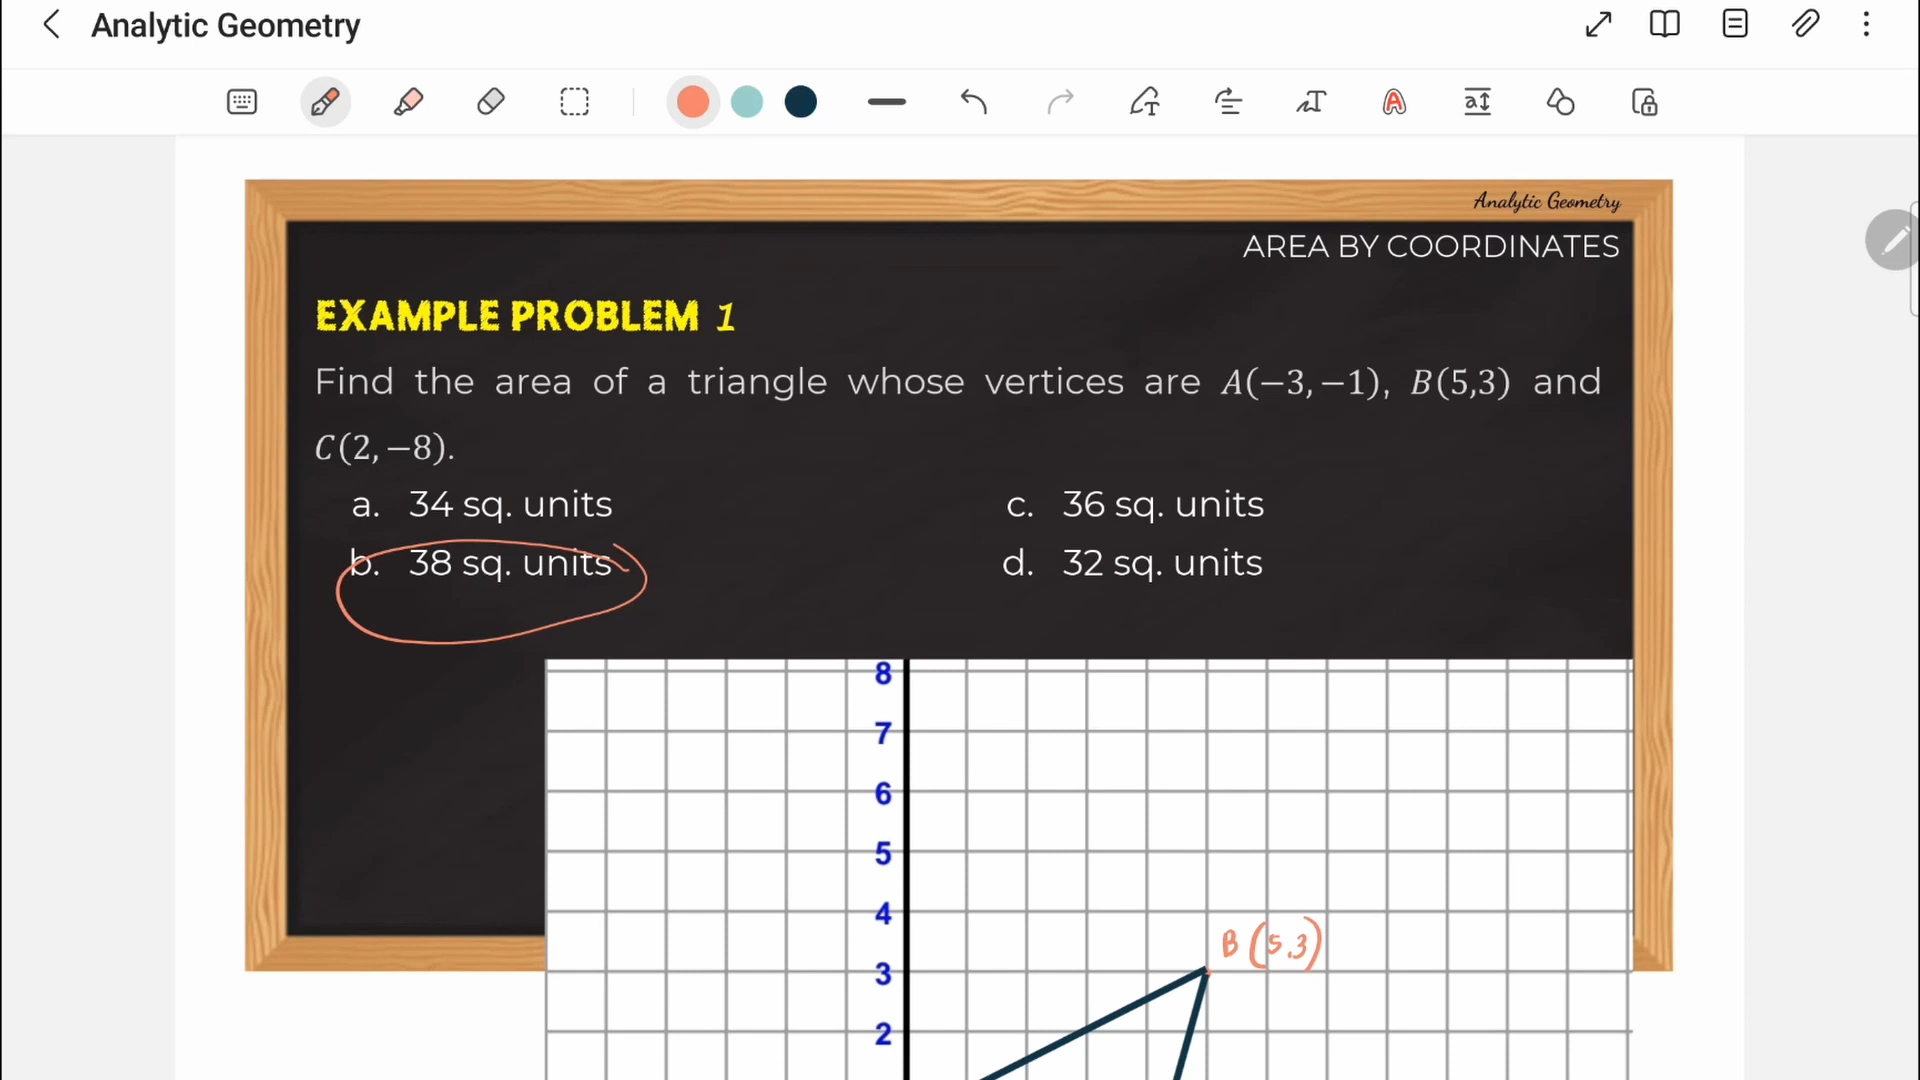 Analytic Geometry
Analytic Geometry
AREA BY COORDINATES
EXAMPLE PROBLEM 1
Find the area of a triangle whose vertices are A(−3,−1), B(5,3) and
C(2,−8).
a. 34 sq. units
c. 36 sq. units
b. 38 sq. units
d. 32 sq. units
8
7
6
5
4
B (5,3)
3
2